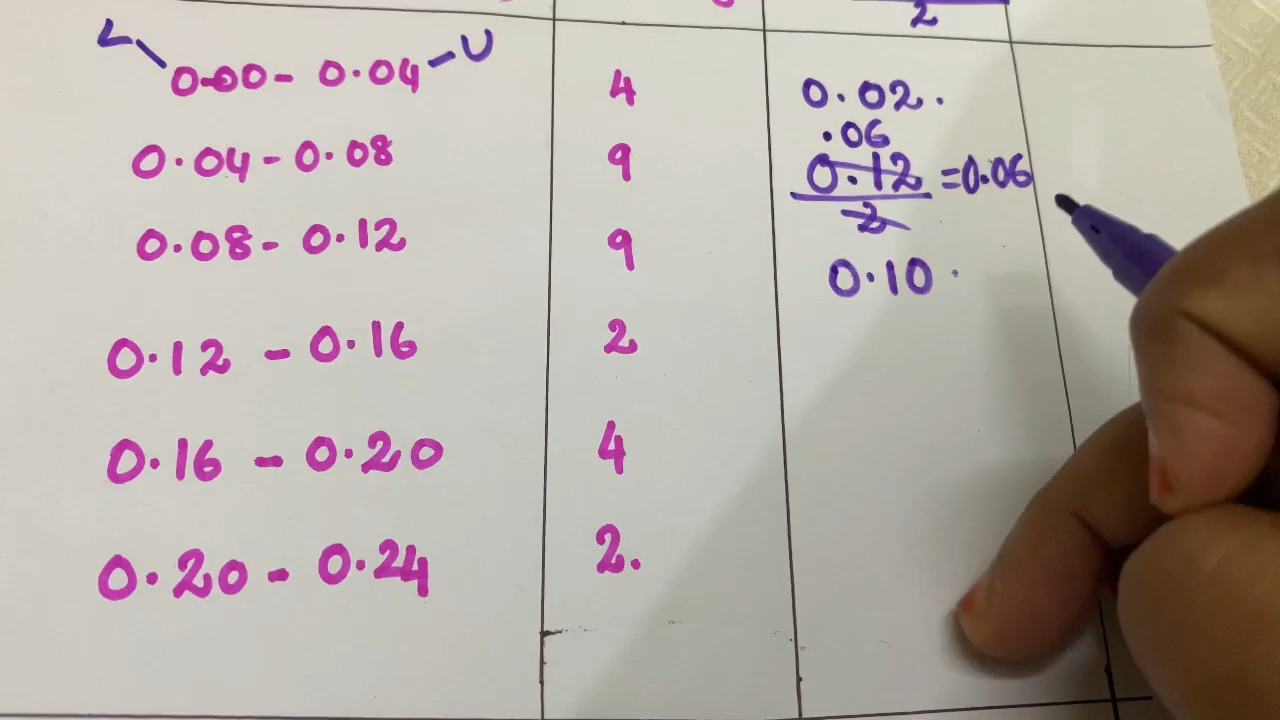 2
L 0.00 - 0.04 U 4 0.02.
.06
0.04 - 0.08 9 0.12 = 0.06
2
0.08 - 0.12 9 0.10.
0.12 - 0.16 2
0.16 - 0.20 4
0.20 - 0.24 2.